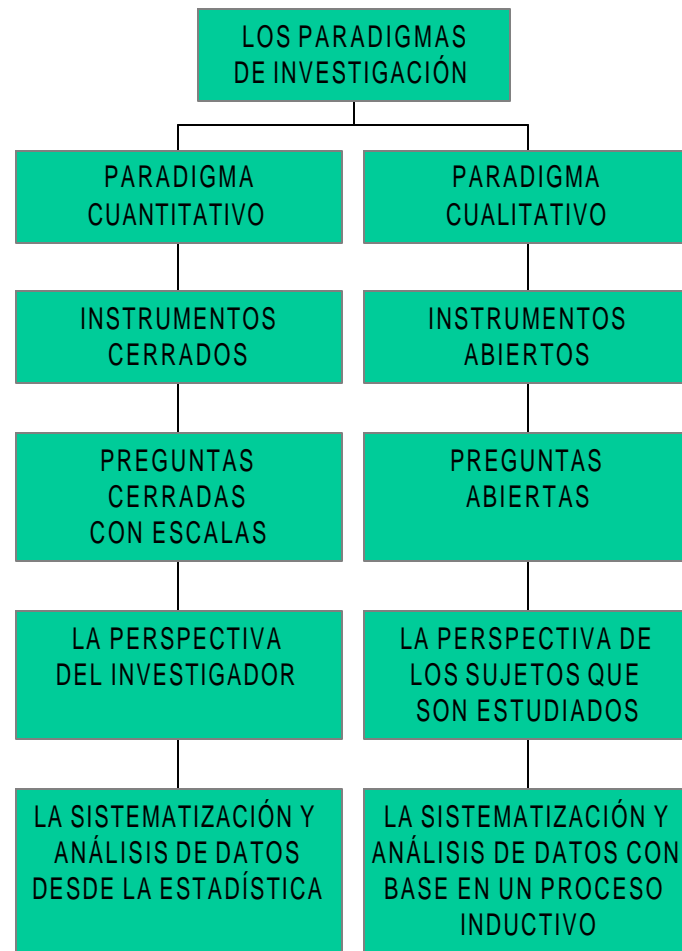 LOS PARADIGMAS
DE INVESTIGACIÓN
PARADIGMA
CUANTITATIVO
INSTRUMENTOS
CERRADOS
PREGUNTAS
CERRADAS
CON ESCALAS
LA PERSPECTIVA
DEL INVESTIGADOR
LA SISTEMATIZACIÓN Y
ANÁLISIS DE DATOS
DESDE LA ESTADÍSTICA
PARADIGMA
CUALITATIVO
INSTRUMENTOS
ABIERTOS
PREGUNTAS
ABIERTAS
LA PERSPECTIVA DE
LOS SUJETOS QUE
SON ESTUDIADOS
LA SISTEMATIZACIÓN Y
ANÁLISIS DE DATOS CON
BASE EN UN PROCESO
INDUCTIVO